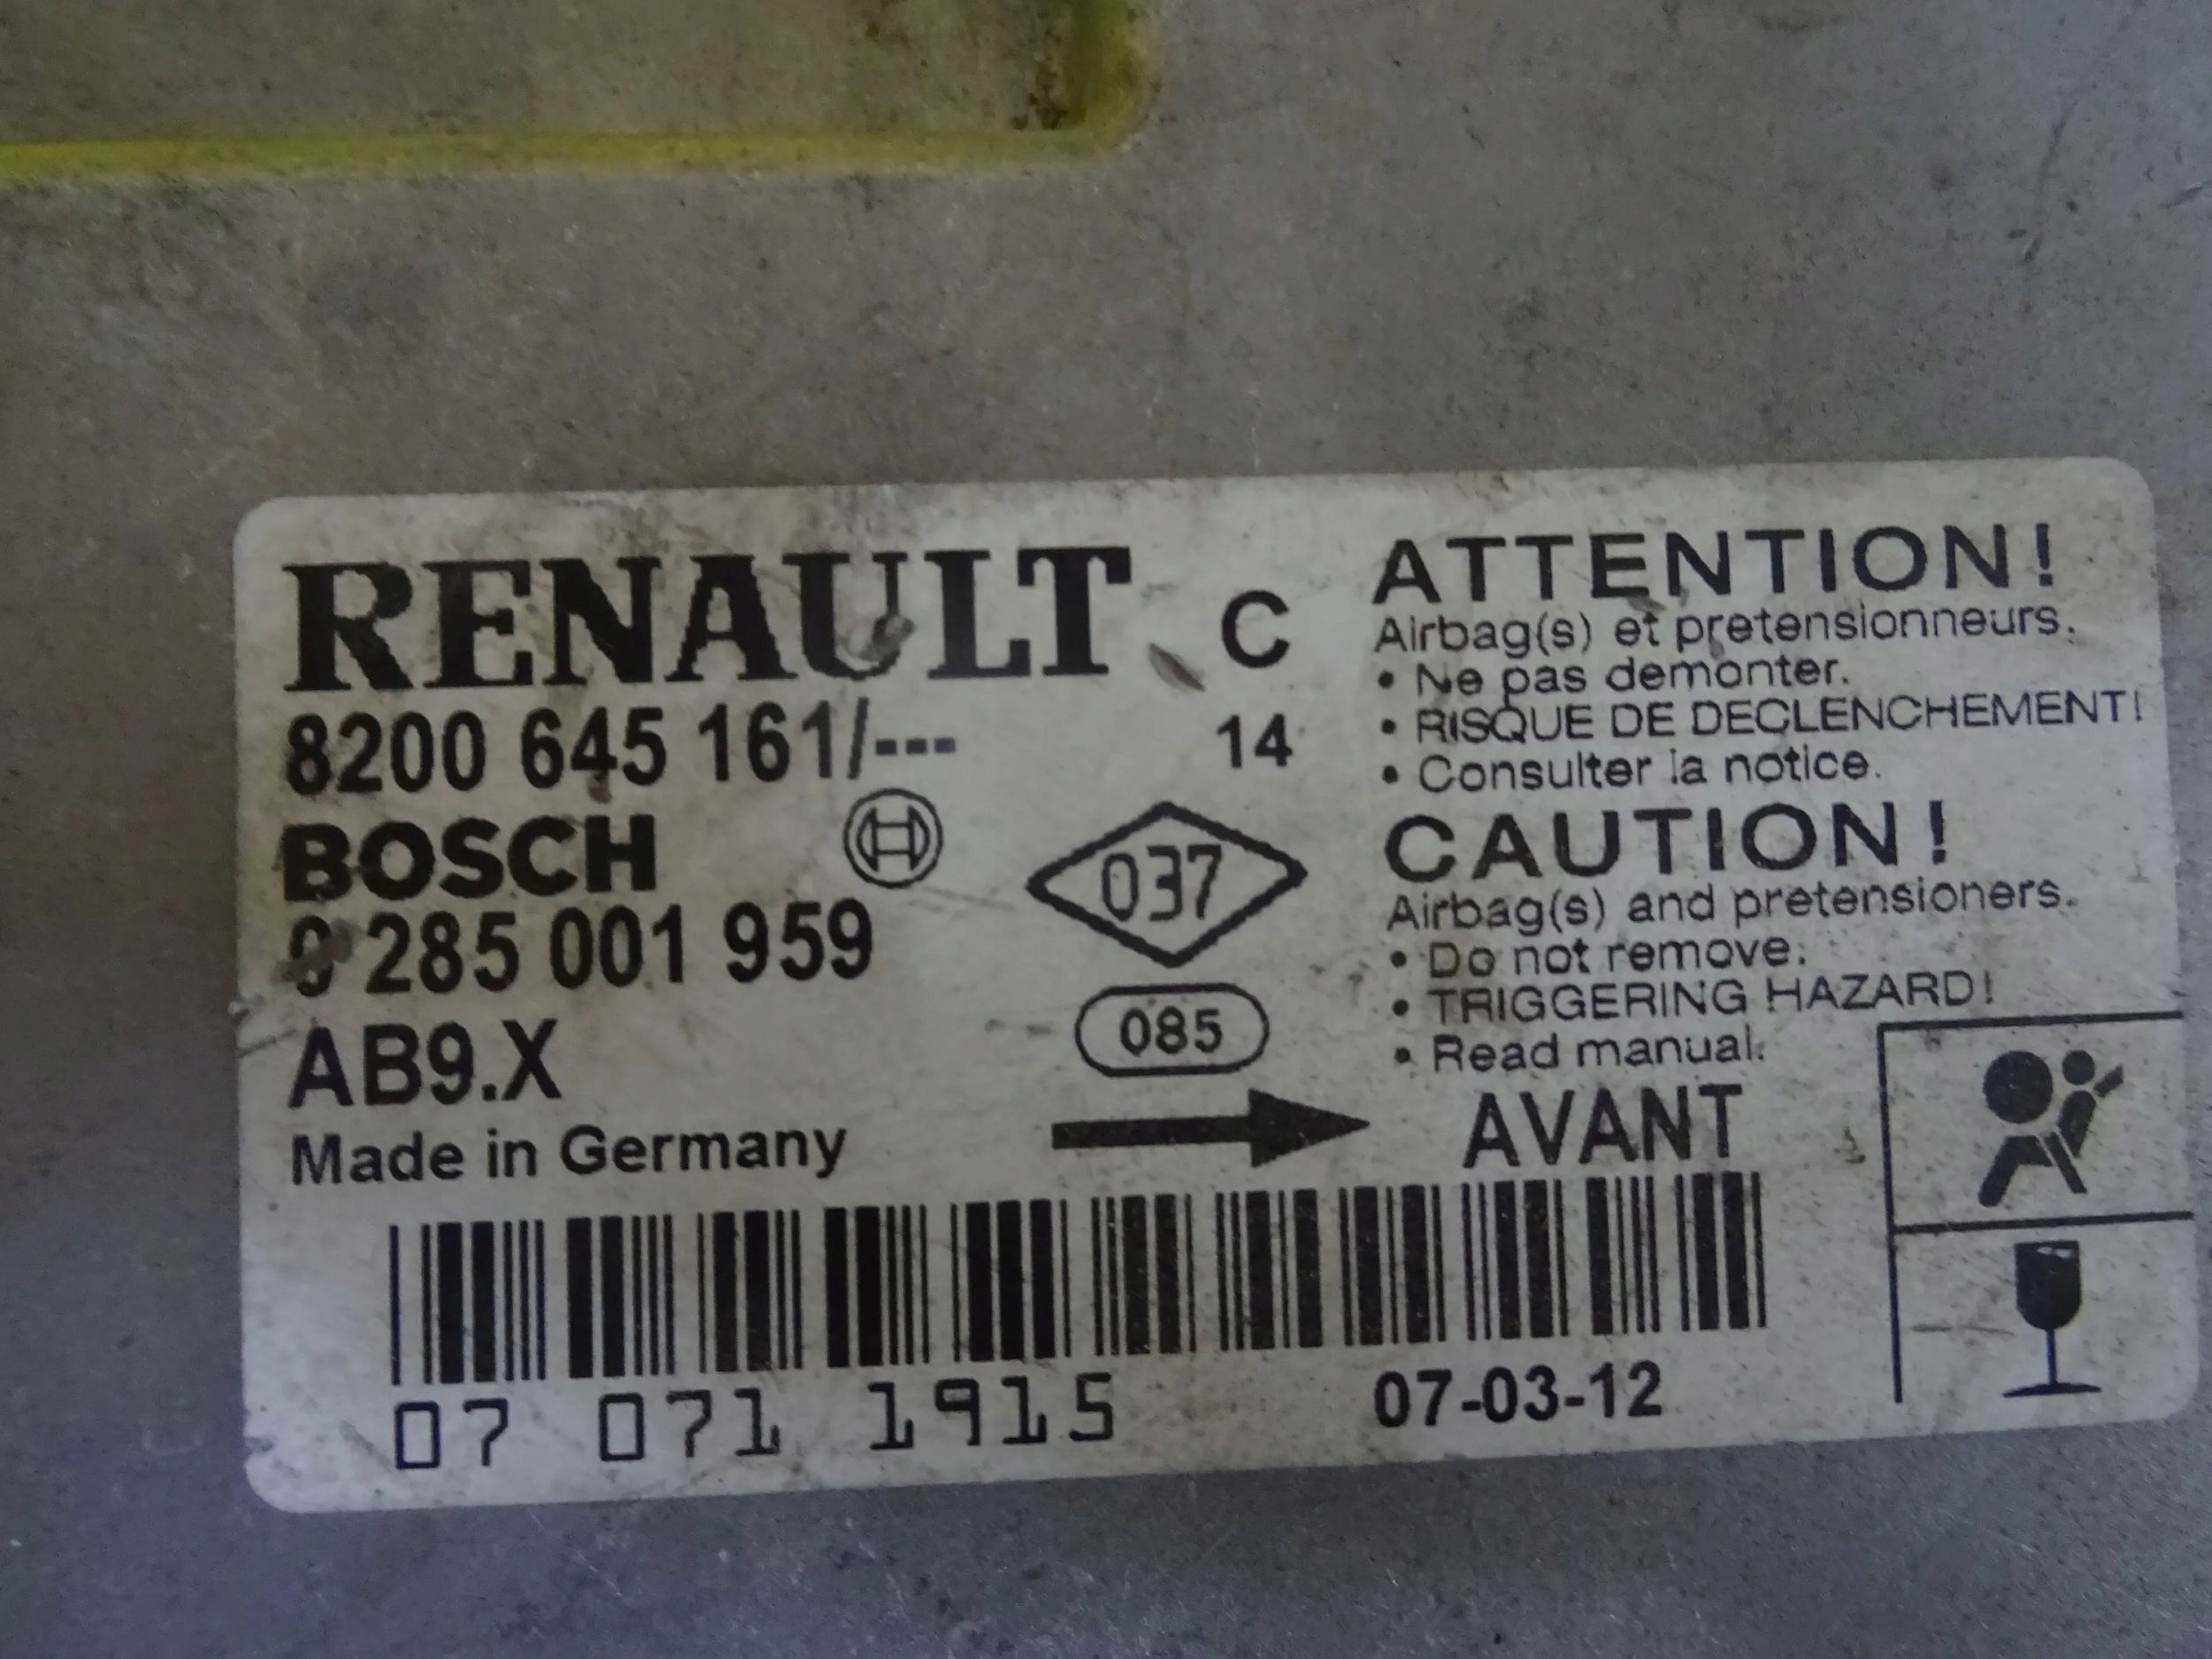 RENAULT C
8200 645 161/--- 14
BOSCH
0 285 001 959
AB9.X
Made in Germany
037
085
ATTENTION!
Airbag(s) et pretensionneurs.
• Ne pas demonter.
• RISQUE DE DECLENCHEMENT!
• Consulter la notice.
CAUTION!
Airbag(s) and pretensioners.
• Do not remove.
• TRIGGERING HAZARD!
• Read manual.
AVANT
07 071 1915 07-03-12